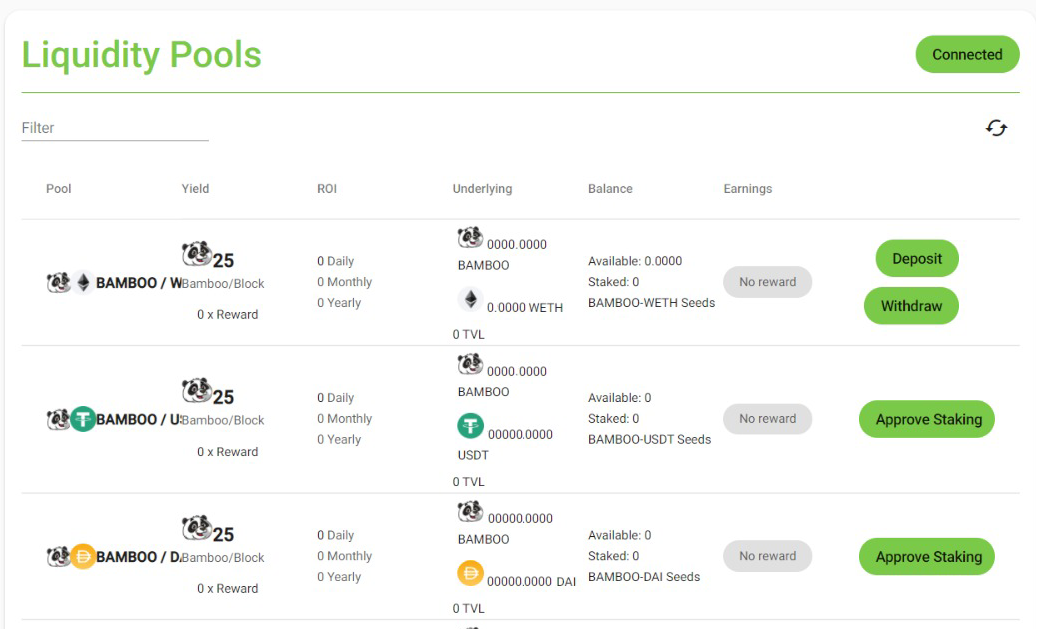 Liquidity Pools
Connected
Filter
Pool Yield ROI Underlying Balance Earnings
BAMBOO / W
25
Bamboo/Block
0 x Reward
0 Daily
0 Monthly
0 Yearly
0000.0000
BAMBOO
0.0000 WETH
0 TVL
Available: 0.0000
Staked: 0
BAMBOO-WETH Seeds
No reward
Deposit
Withdraw
BAMBOO / U
25
Bamboo/Block
0 x Reward
0 Daily
0 Monthly
0 Yearly
0000.0000
BAMBOO
00000.0000
USDT
0 TVL
Available: 0
Staked: 0
BAMBOO-USDT Seeds
No reward
Approve Staking
BAMBOO / D
25
Bamboo/Block
0 x Reward
0 Daily
0 Monthly
0 Yearly
00000.0000
BAMBOO
00000.0000 DAI
0 TVL
Available: 0
Staked: 0
BAMBOO-DAI Seeds
No reward
Approve Staking